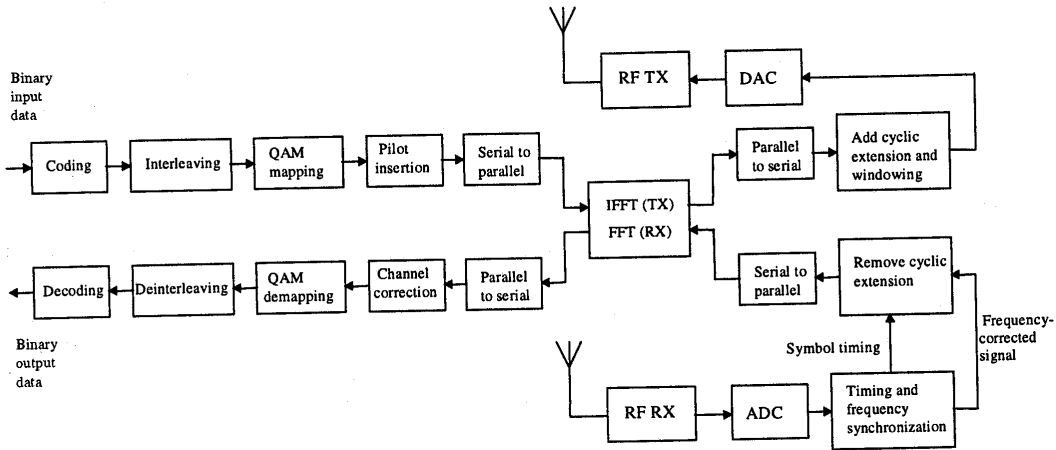 RF TX
DAC
Binary
input
data
Coding
Interleaving
QAM
mapping
Pilot
insertion
Serial to
parallel
Parallel
to serial
Add cyclic
extension and
windowing
IFFT (TX)
FFT (RX)
Decoding
Deinterleaving
QAM
demapping
Channel
correction
Parallel
to serial
Serial to
parallel
Remove cyclic
extension
Binary
output
data
Symbol timing
Frequency-
corrected
signal
RF RX
ADC
Timing and
frequency
synchronization